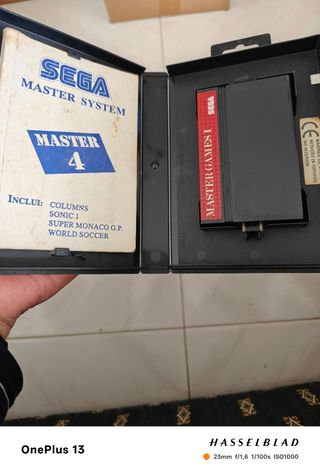 SEGA
MASTER SYSTEM
MASTER
4
INCLUI: COLUMNS
SONIC 1
SUPER MONACO G.P.
WORLD SOCCER
MASTER GAMES I
SEGA
OnePlus 13
HASSELBLAD
23mm f/1,6 1/100s ISO1000